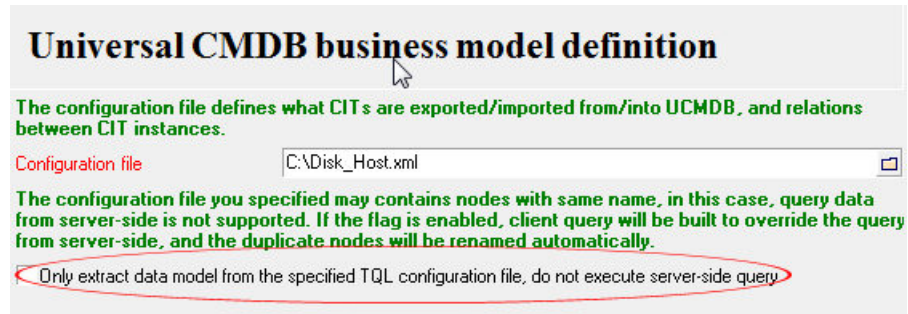 Universal CMDB business model definition
The configuration file defines what CITs are exported/imported from/into UCMDB, and relations
between CIT instances.
Configuration file C:\Disk_Host.xml
The configuration file you specified may contains nodes with same name, in this case, query data
from server-side is not supported. If the flag is enabled, client query will be built to override the query
from server-side, and the duplicate nodes will be renamed automatically.
Only extract data model from the specified TQL configuration file, do not execute server-side query